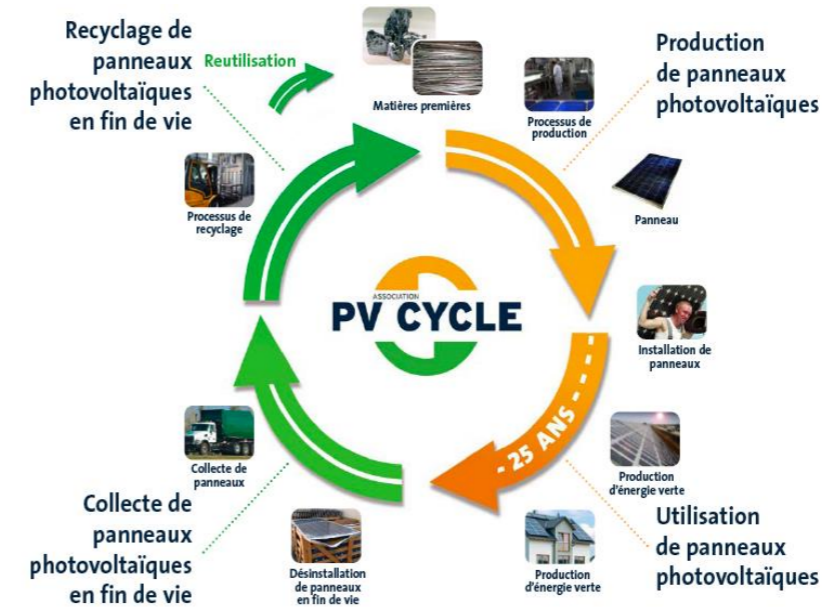 Recyclage de
panneaux
photovoltaïques
en fin de vie
Reutilisation
Matières premières
Processus de
production
Production
de panneaux
photovoltaïques
Processus de
recyclage
Panneau
ASSOCIATION
PV CYCLE
Installation de
panneaux
- 25 ANS - - -
Collecte de
panneaux
Production
d'énergie verte
Collecte de
panneaux
photovoltaïques
en fin de vie
Désinstallation
de panneaux
en fin de vie
Production
d'énergie verte
Utilisation
de panneaux
photovoltaïques